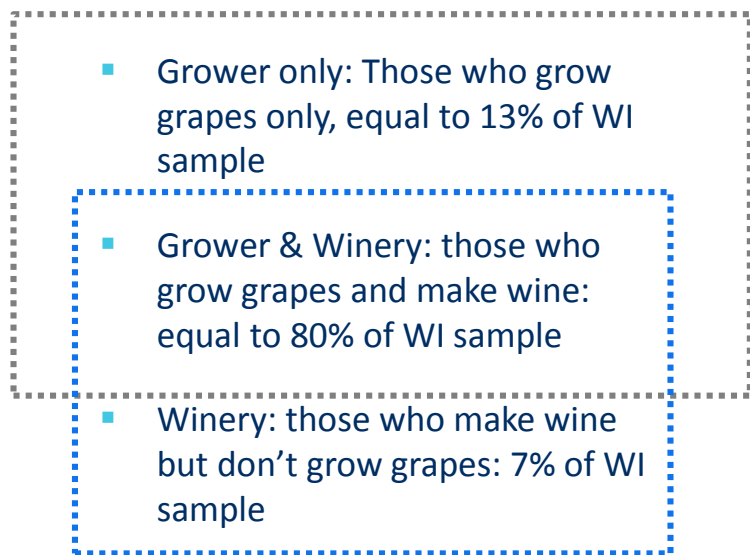 ▪ Grower only: Those who grow
grapes only, equal to 13% of WI
sample
▪ Grower & Winery: those who
grow grapes and make wine:
equal to 80% of WI sample
▪ Winery: those who make wine
but don’t grow grapes: 7% of WI
sample